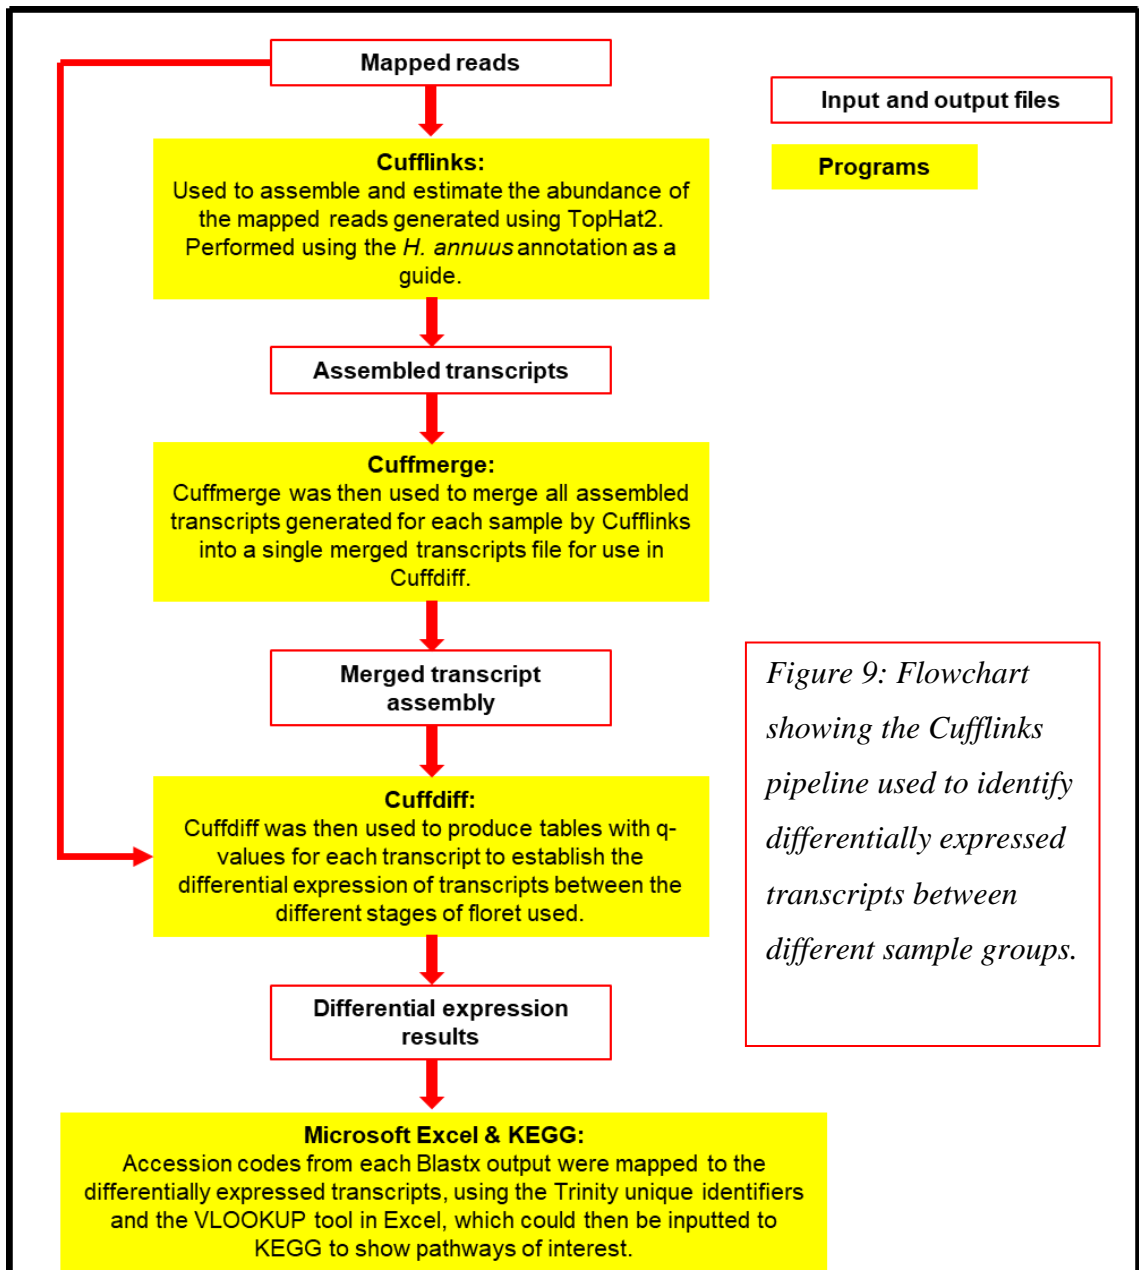 Mapped reads
Input and output files
Programs
Cufflinks:
Used to assemble and estimate the abundance of
the mapped reads generated using TopHat2.
Performed using the H. annuus annotation as a
guide.
Assembled transcripts
Cuffmerge:
Cuffmerge was then used to merge all assembled
transcripts generated for each sample by Cufflinks
into a single merged transcripts file for use in
Cuffdiff.
Merged transcript
assembly
Cuffdiff:
Cuffdiff was then used to produce tables with q-
values for each transcript to establish the
differential expression of transcripts between the
different stages of floret used.
Differential expression
results
Microsoft Excel & KEGG:
Accession codes from each Blastx output were mapped to the
differentially expressed transcripts, using the Trinity unique identifiers
and the VLOOKUP tool in Excel, which could then be inputted to
KEGG to show pathways of interest.
Figure 9: Flowchart
showing the Cufflinks
pipeline used to identify
differentially expressed
transcripts between
different sample groups.